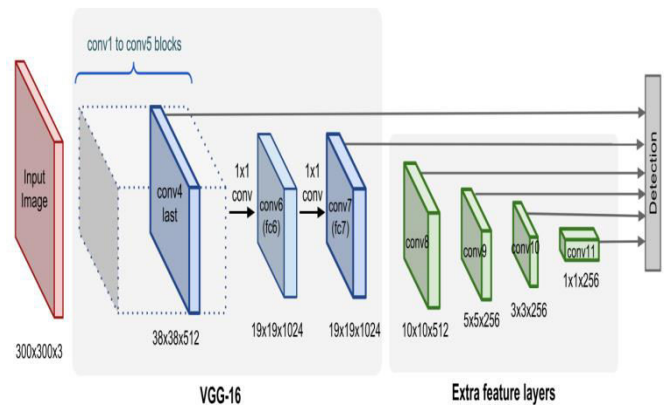 conv1 to conv5 blocks
Input
Image
conv4
last
1x1
conv
conv6
(fc6)
1x1
conv
conv7
(fc7)
conv8
conv9
conv10
conv11
Detection
300x300x3
38x38x512
19x19x1024
19x19x1024
10x10x512
5x5x256
3x3x256
1x1x256
VGG-16
Extra feature layers